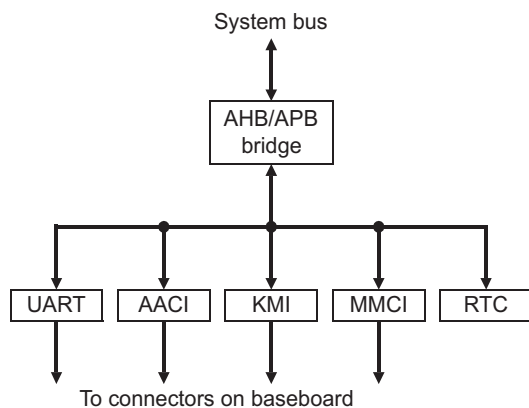 System bus
AHB/APB
bridge
UART AACI KMI MMCI RTC
To connectors on baseboard